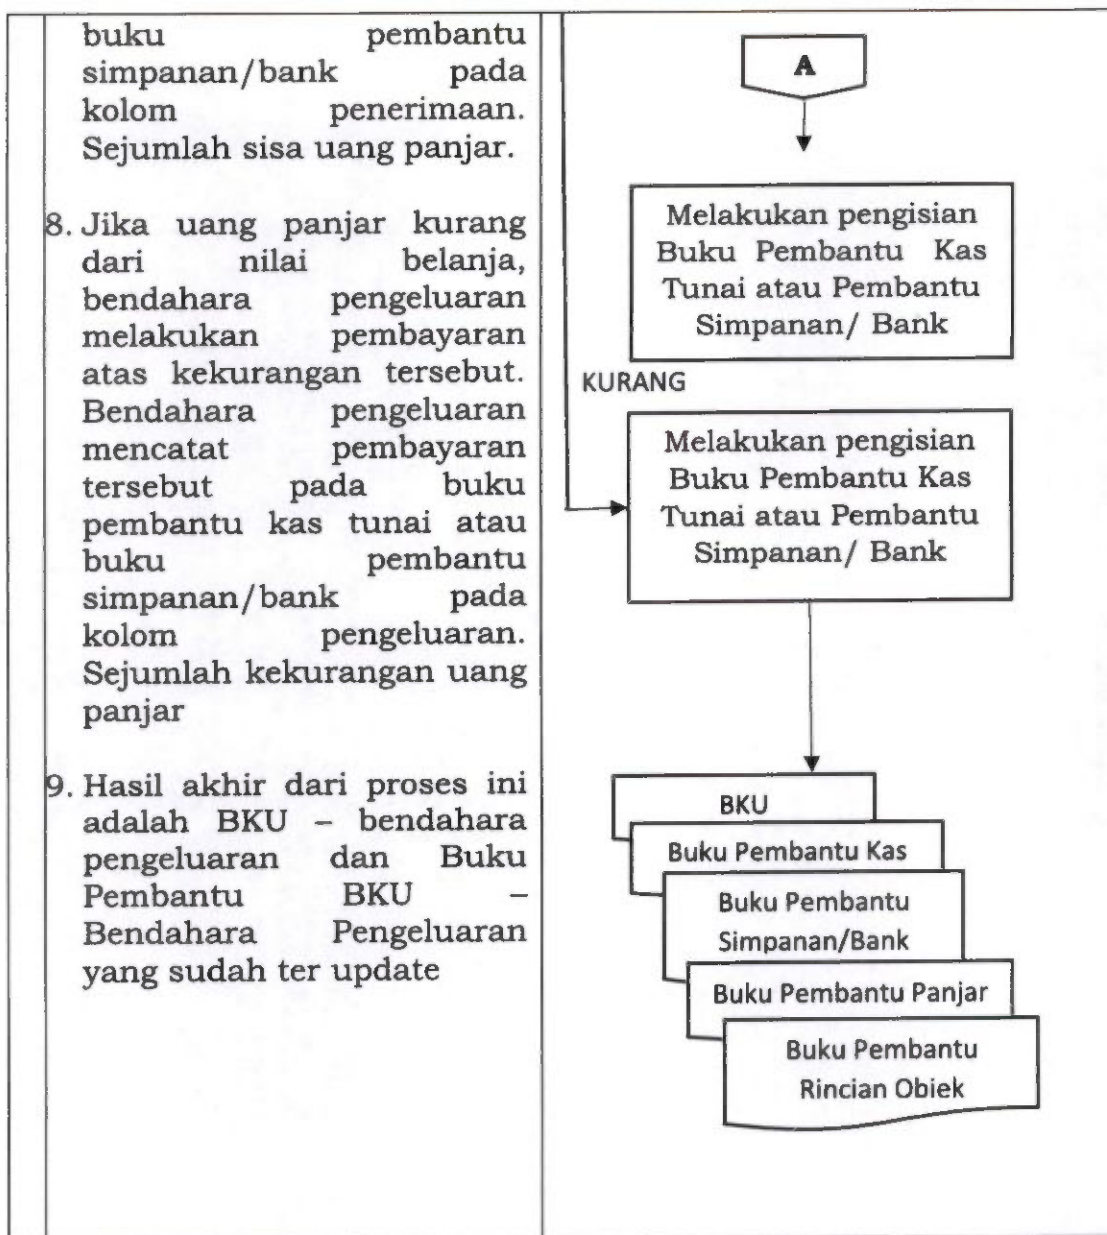 buku pembantu
simpanan/bank pada
kolom penerimaan.
Sejumlah sisa uang panjar.
8. Jika uang panjar kurang
dari nilai belanja,
bendahara pengeluaran
melakukan pembayaran
atas kekurangan tersebut.
Bendahara pengeluaran
mencatat pembayaran
tersebut pada buku
pembantu kas tunai atau
buku pembantu
simpanan/bank pada
kolom pengeluaran.
Sejumlah kekurangan uang
panjar
9. Hasil akhir dari proses ini
adalah BKU – bendahara
pengeluaran dan Buku
Pembantu BKU –
Bendahara Pengeluaran
yang sudah ter update
A
Melakukan pengisian
Buku Pembantu Kas
Tunai atau Pembantu
Simpanan/ Bank
KURANG
Melakukan pengisian
Buku Pembantu Kas
Tunai atau Pembantu
Simpanan/ Bank
BKU
Buku Pembantu Kas
Buku Pembantu
Simpanan/Bank
Buku Pembantu Panjar
Buku Pembantu
Rincian Obiek